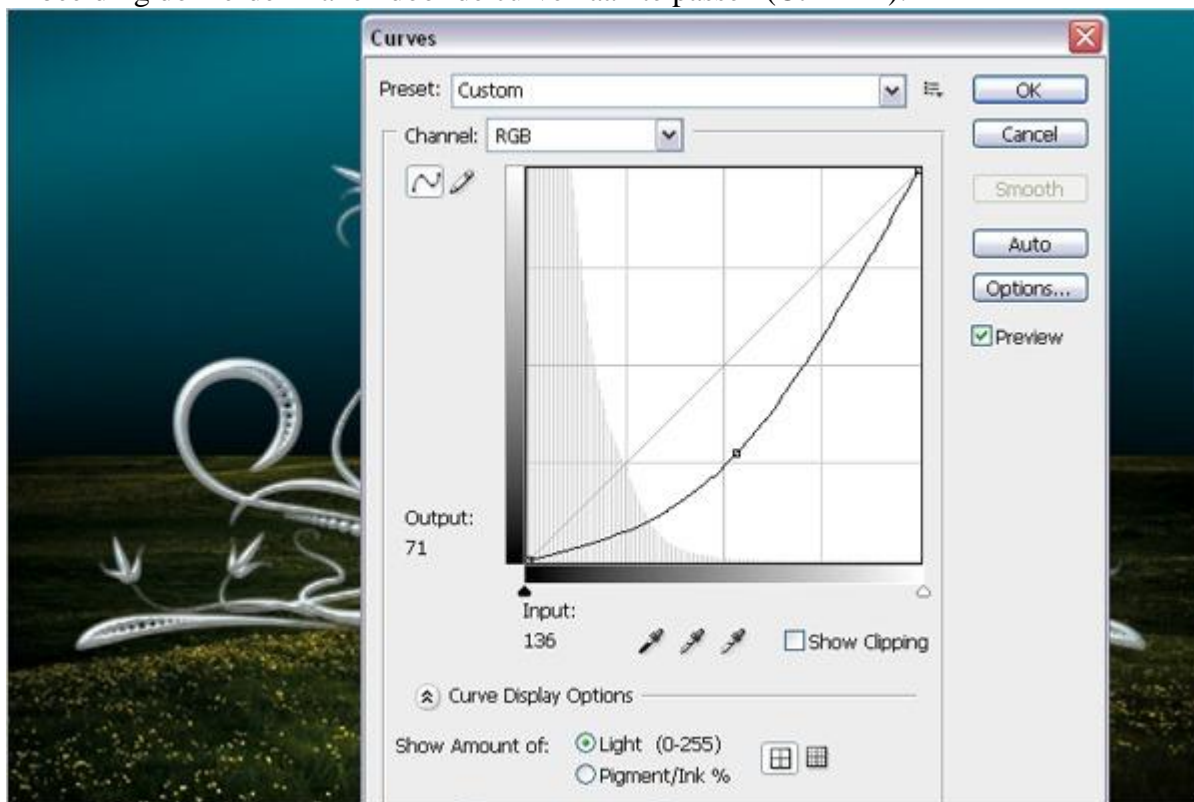 Curves
Preset: Custom
OK
Channel: RGB
Cancel
Smooth
Auto
Options...
Preview
Output:
71
Input:
136
Show Clipping
Curve Display Options
Show Amount of:
Light (0-255)
Pigment/Ink %